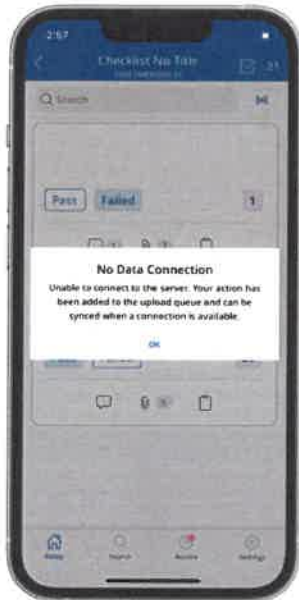 2:57
Checklist No Title
Search
Pass Failed 1
No Data Connection
Unable to connect to the server. Your action has
been added to the upload queue and can be
synced when a connection is available.
OK
Search
Settings